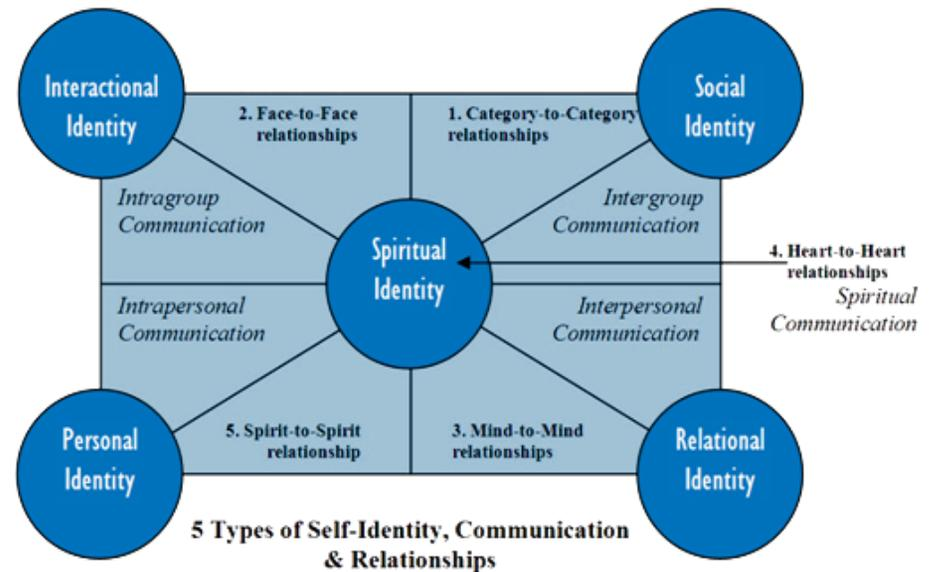 Interactional
Identity
2. Face-to-Face
relationships
1. Category-to-Category
relationships
Social
Identity
Intragroup
Communication
Intergroup
Communication
Spiritual
Identity
4. Heart-to-Heart
relationships
Spiritual
Communication
Intrapersonal
Communication
Interpersonal
Communication
Personal
Identity
5. Spirit-to-Spirit
relationship
3. Mind-to-Mind
relationships
Relational
Identity
5 Types of Self-Identity, Communication
& Relationships